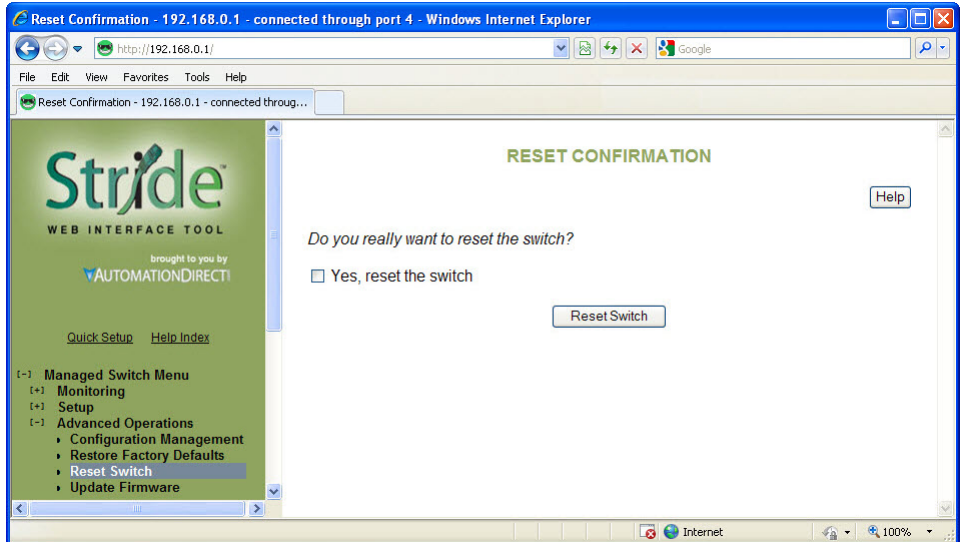 Reset Confirmation - 192.168.0.1 - connected through port 4 - Windows Internet Explorer
http://192.168.0.1/
Google
File Edit View Favorites Tools Help
Reset Confirmation - 192.168.0.1 - connected throug...
Stride™
WEB INTERFACE TOOL
brought to you by
AUTOMATIONDIRECT
Quick Setup Help Index
[-] Managed Switch Menu
[+] Monitoring
[+] Setup
[-] Advanced Operations
Configuration Management
Restore Factory Defaults
Reset Switch
Update Firmware
RESET CONFIRMATION
Help
Do you really want to reset the switch?
Yes, reset the switch
Reset Switch
Internet
100%